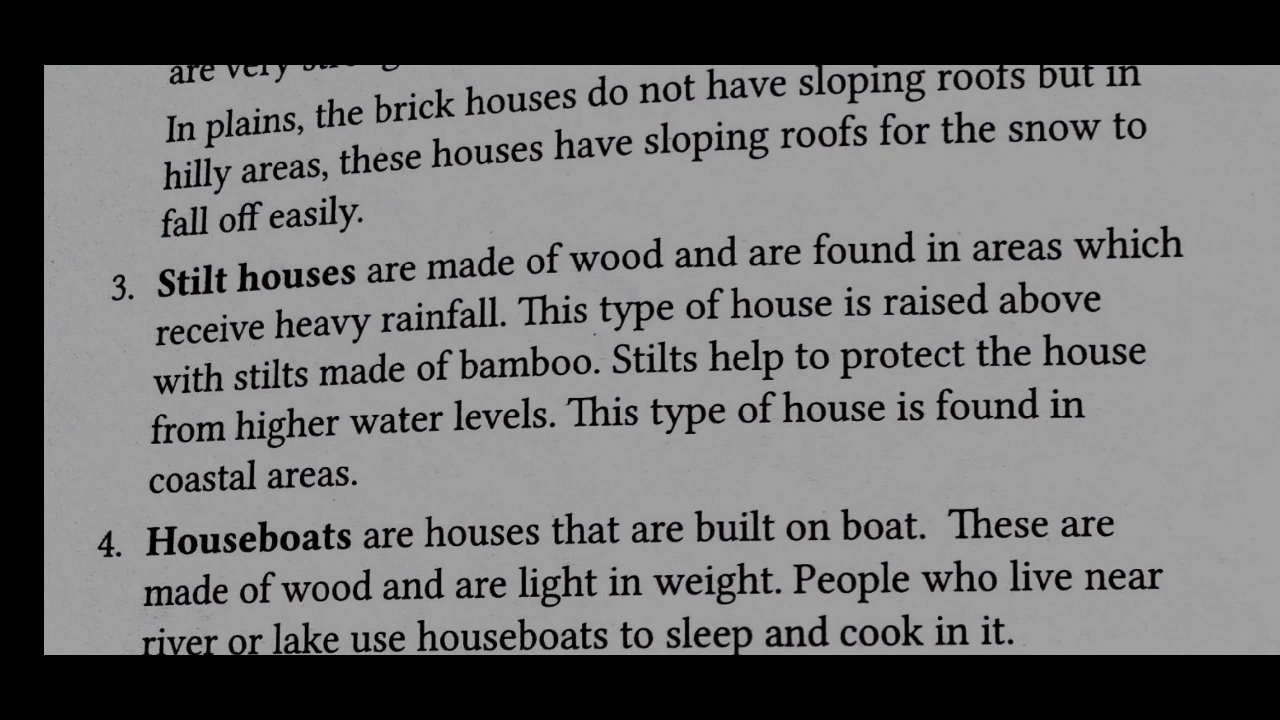 are very
In plains, the brick houses do not have sloping roofs but in
hilly areas, these houses have sloping roofs for the snow to
fall off easily.
3. Stilt houses are made of wood and are found in areas which
receive heavy rainfall. This type of house is raised above
with stilts made of bamboo. Stilts help to protect the house
from higher water levels. This type of house is found in
coastal areas.
4. Houseboats are houses that are built on boat. These are
made of wood and are light in weight. People who live near
river or lake use houseboats to sleep and cook in it.